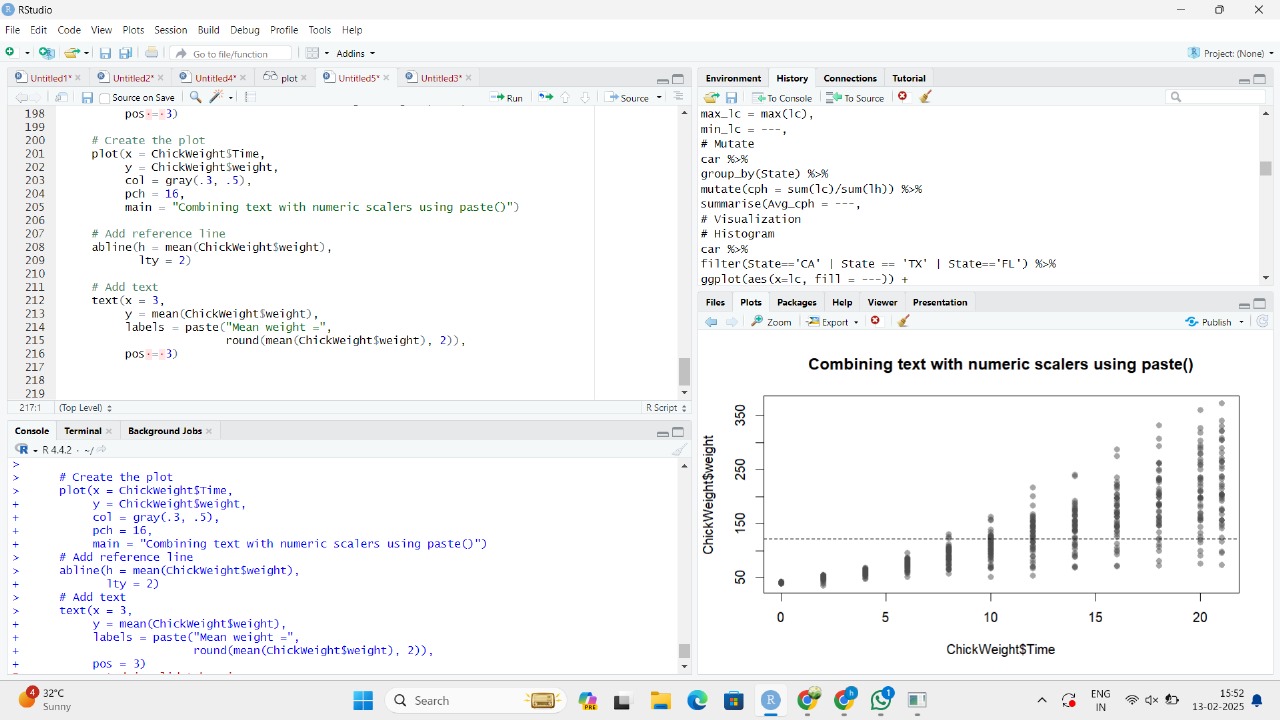 RStudio
File Edit Code View Plots Session Build Debug Profile Tools Help
Go to file/function Addins Project: (None)
Untitled1* Untitled2* Untitled4* plot Untitled5* Untitled3*
Source on Save Run Source
198 pos = 3)
199
200 # Create the plot
201 plot(x = ChickWeight$Time,
202 y = ChickWeight$weight,
203 col = gray(.3, .5),
204 pch = 16,
205 main = "Combining text with numeric scalers using paste()")
206
207 # Add reference line
208 abline(h = mean(ChickWeight$weight),
209 lty = 2)
210
211 # Add text
212 text(x = 3,
213 y = mean(ChickWeight$weight),
214 labels = paste("Mean weight =",
215 round(mean(ChickWeight$weight), 2)),
216 pos = 3)
217
218
219
217:1 (Top Level) R Script
Console Terminal Background Jobs
R 4.4.2 · ~/
>
> # Create the plot
> plot(x = ChickWeight$Time,
+ y = ChickWeight$weight,
+ col = gray(.3, .5),
+ pch = 16,
+ main = "Combining text with numeric scalers using paste()")
> # Add reference line
> abline(h = mean(ChickWeight$weight),
+ lty = 2)
> # Add text
> text(x = 3,
+ y = mean(ChickWeight$weight),
+ labels = paste("Mean weight =",
+ round(mean(ChickWeight$weight), 2)),
+ pos = 3)
Environment History Connections Tutorial
To Console To Source
max_lc = max(lc),
min_lc = ---,
# Mutate
car %>%
group_by(State) %>%
mutate(cph = sum(lc)/sum(lh)) %>%
summarise(Avg_cph = ---,
# Visualization
# Histogram
car %>%
filter(State=='CA' | State == 'TX' | State=='FL') %>%
ggplot(aes(x=lc, fill = ---)) +
Files Plots Packages Help Viewer Presentation
Zoom Export Publish
Combining text with numeric scalers using paste()
ChickWeight$weight
350
250
150
50
0 5 10 15 20
ChickWeight$Time
4 32°C
Sunny
Search
PRE
h
1
ENG
IN
15:52
13-02-2025